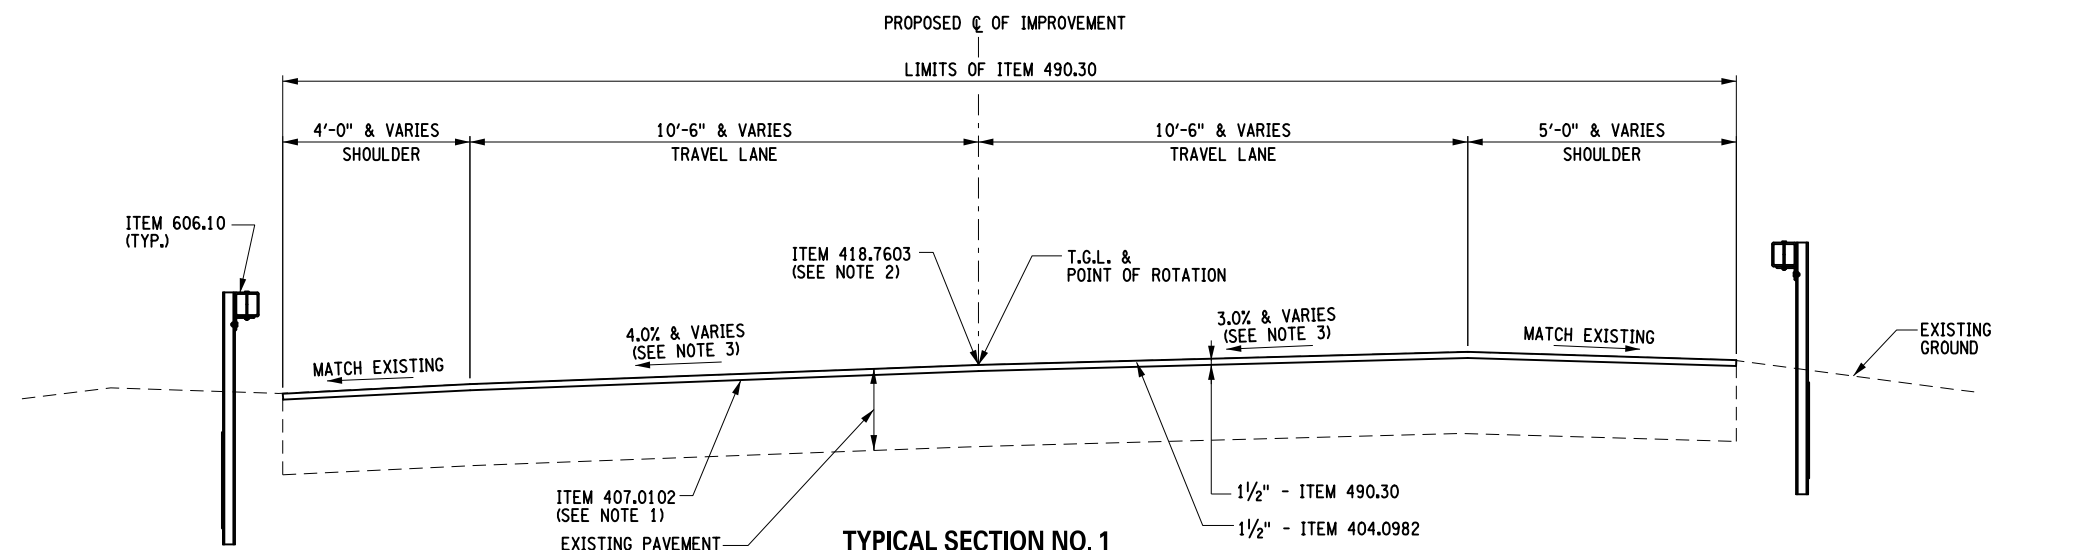 PROPOSED ℄ OF IMPROVEMENT
LIMITS OF ITEM 490.30
4'-0" & VARIES
SHOULDER
10'-6" & VARIES
TRAVEL LANE
10'-6" & VARIES
TRAVEL LANE
5'-0" & VARIES
SHOULDER
ITEM 606.10
(TYP.)
ITEM 418.7603
(SEE NOTE 2)
T.G.L. &
POINT OF ROTATION
MATCH EXISTING
4.0% & VARIES
(SEE NOTE 3)
3.0% & VARIES
(SEE NOTE 3)
MATCH EXISTING
EXISTING
GROUND
ITEM 407.0102
(SEE NOTE 1)
EXISTING PAVEMENT
1½" - ITEM 490.30
1½" - ITEM 404.0982
TYPICAL SECTION NO. 1